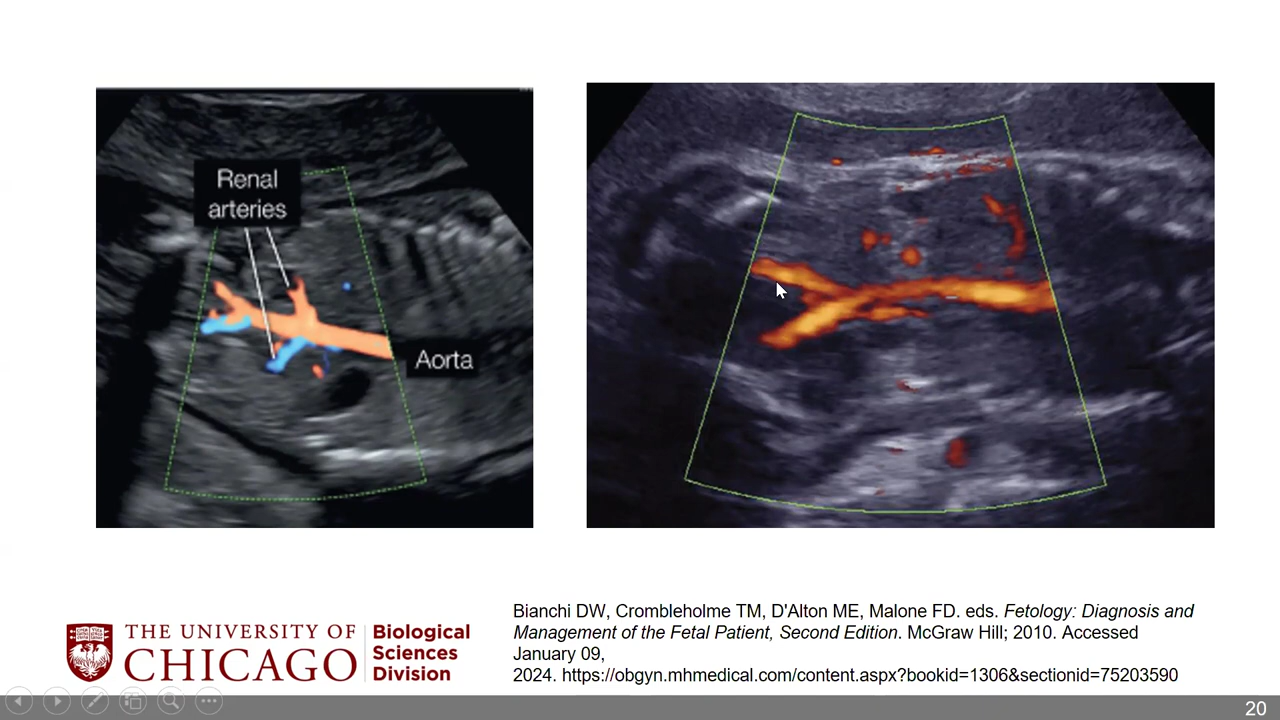 Renal
arteries
Aorta
THE UNIVERSITY OF
CHICAGO
Biological
Sciences
Division
Bianchi DW, Crombleholme TM, D'Alton ME, Malone FD. eds. Fetology: Diagnosis and
Management of the Fetal Patient, Second Edition. McGraw Hill; 2010. Accessed
January 09,
2024. https://obgyn.mhmedical.com/content.aspx?bookid=1306&sectionid=75203590
20